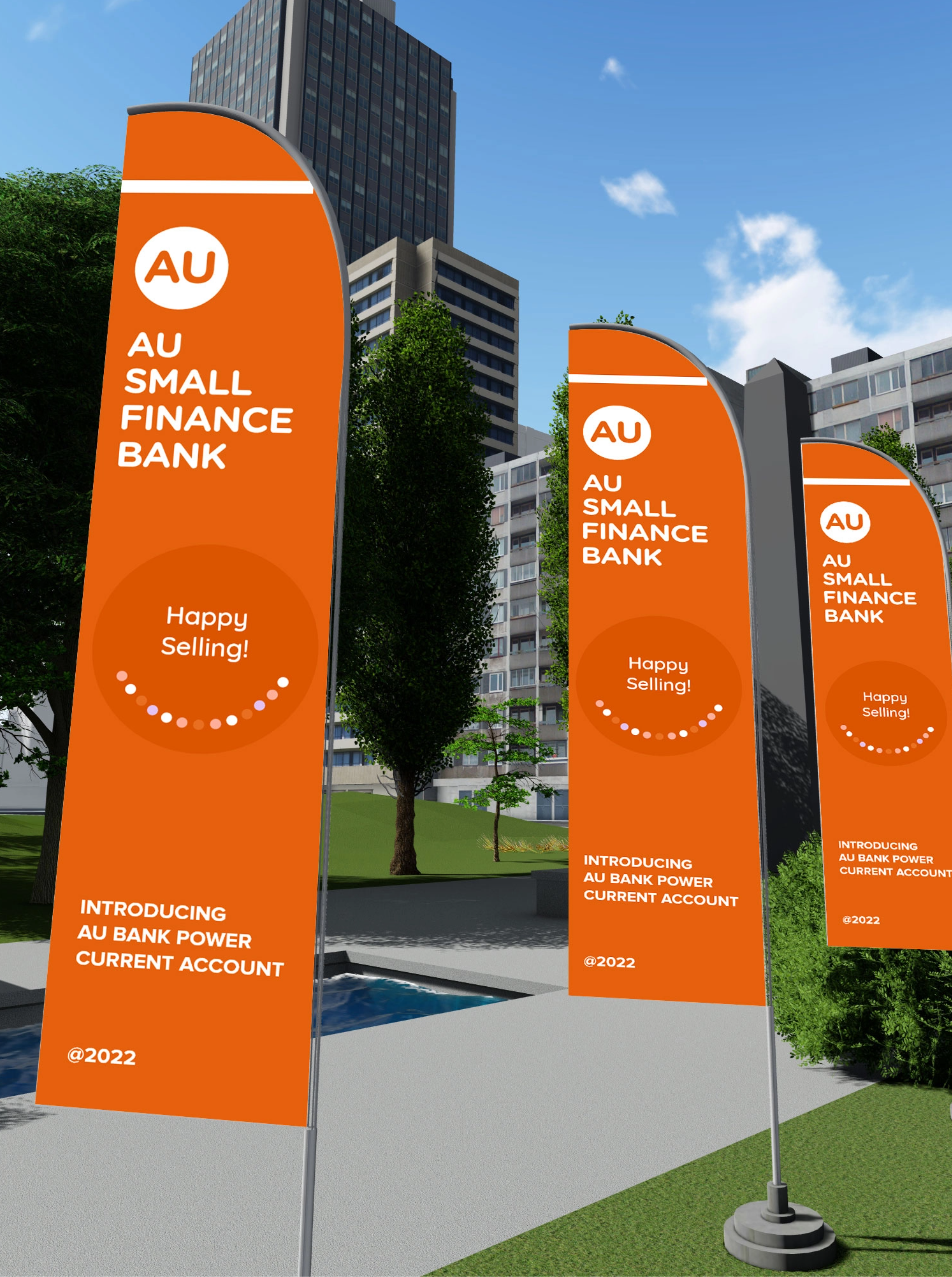 AU
AU
SMALL
FINANCE
BANK
Happy
Selling!
INTRODUCING
AU BANK POWER
CURRENT ACCOUNT
@2022
AU
AU
SMALL
FINANCE
BANK
Happy
Selling!
INTRODUCING
AU BANK POWER
CURRENT ACCOUNT
@2022
AU
AU
SMALL
FINANCE
BANK
Happy
Selling!
INTRODUCING
AU BANK POWER
CURRENT ACCOUNT
@2022